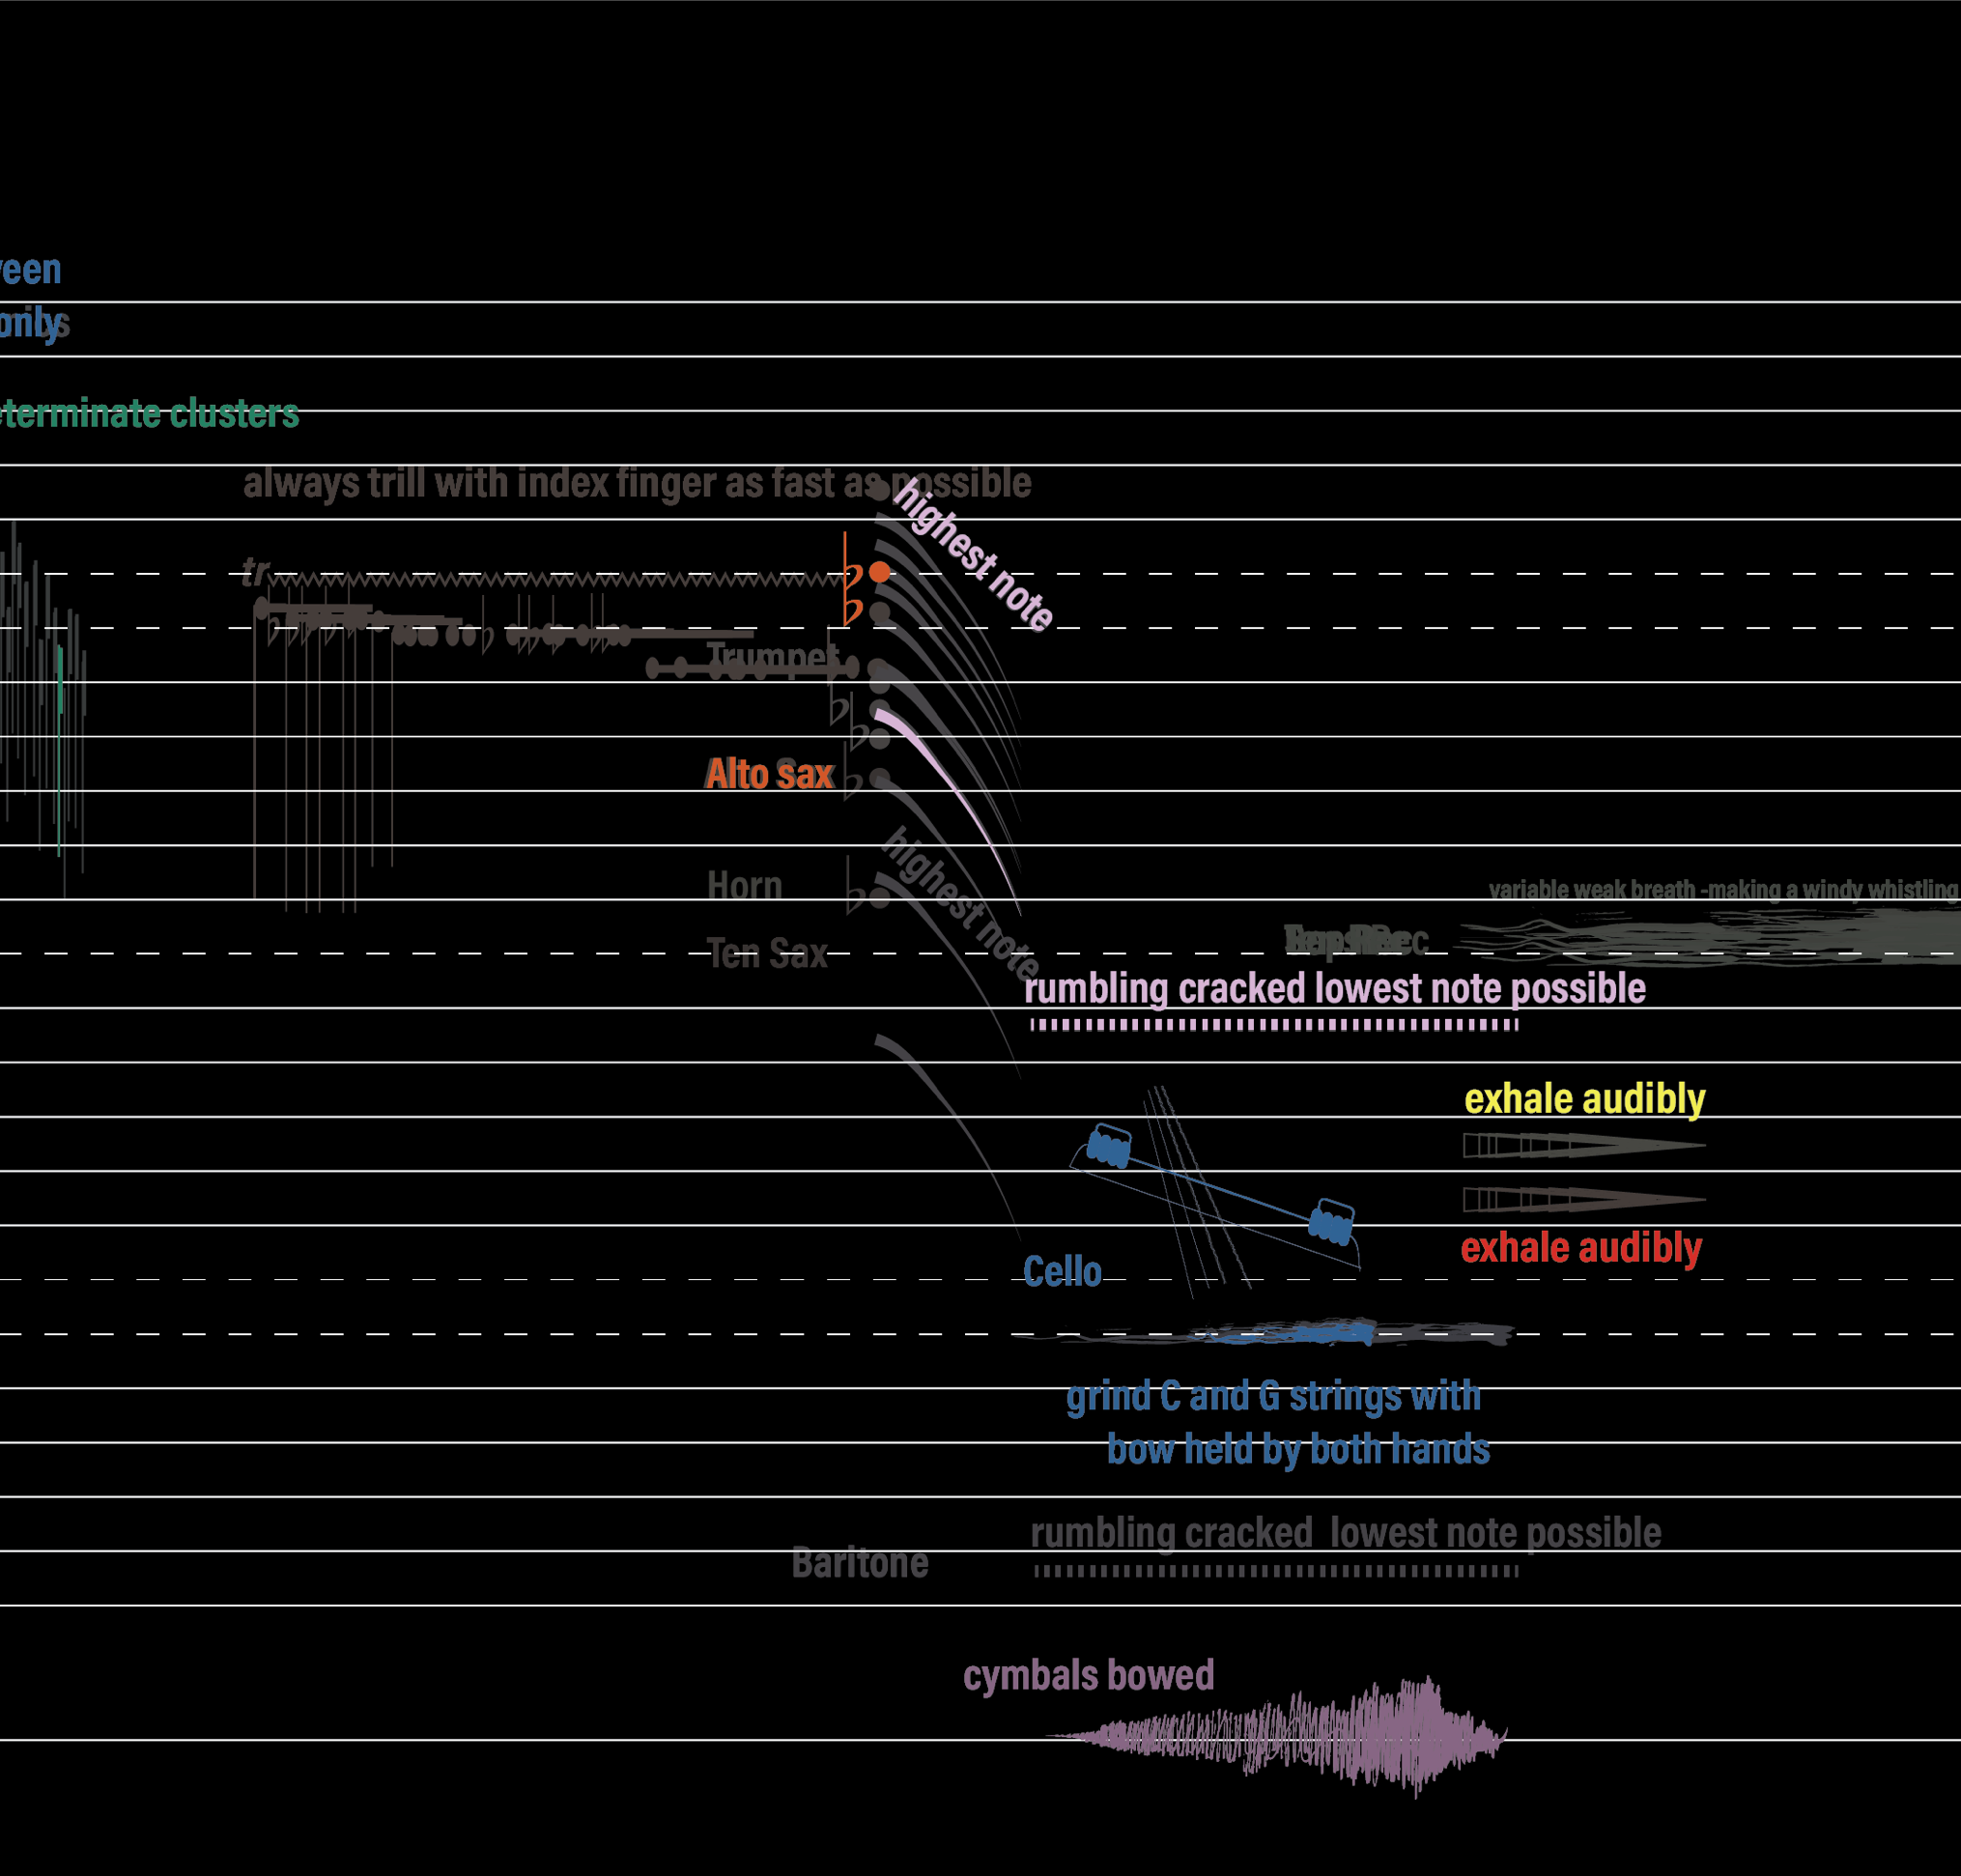 een
only
terminate clusters
always trill with index finger as fast as possible
highest note
tr
Trumpet
Alto sax
highest note
Horn
variable weak breath -making a windy whistling
Ten Sax
rumbling cracked lowest note possible
exhale audibly
exhale audibly
Cello
grind C and G strings with
bow held by both hands
rumbling cracked lowest note possible
Baritone
cymbals bowed